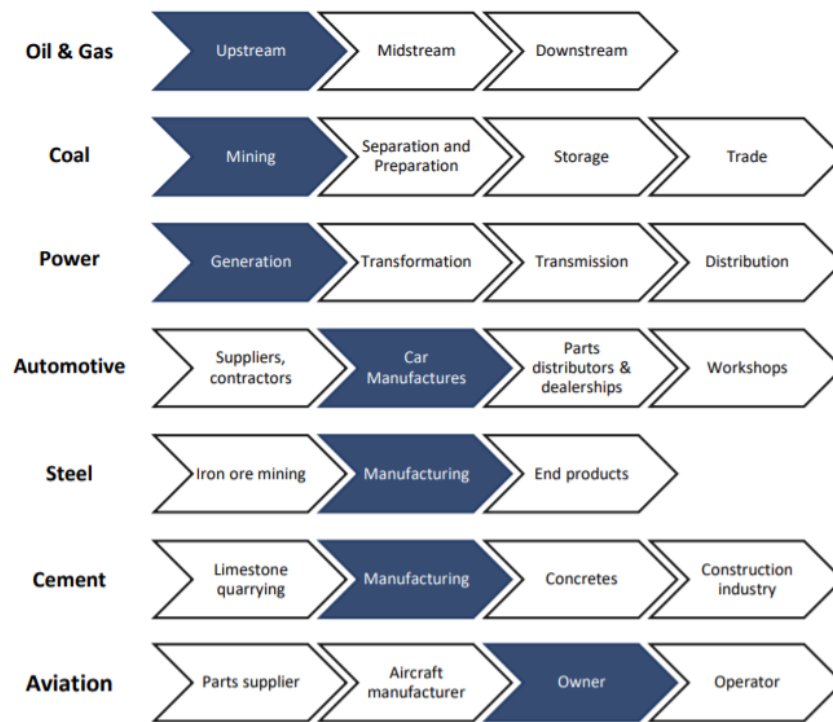 Oil & Gas
Upstream
Midstream
Downstream
Coal
Mining
Separation and
Preparation
Storage
Trade
Power
Generation
Transformation
Transmission
Distribution
Automotive
Suppliers,
contractors
Car
Manufactures
Parts
distributors &
dealerships
Workshops
Steel
Iron ore mining
Manufacturing
End products
Cement
Limestone
quarrying
Manufacturing
Concretes
Construction
industry
Aviation
Parts supplier
Aircraft
manufacturer
Owner
Operator